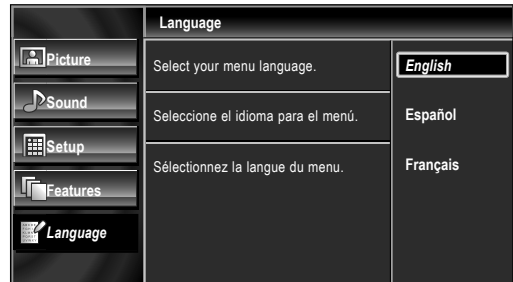 Language
Picture
Sound
Setup
Features
Language
Select your menu language.
Seleccione el idioma para el menú.
Sélectionnez la langue du menu.
English
Español
Français